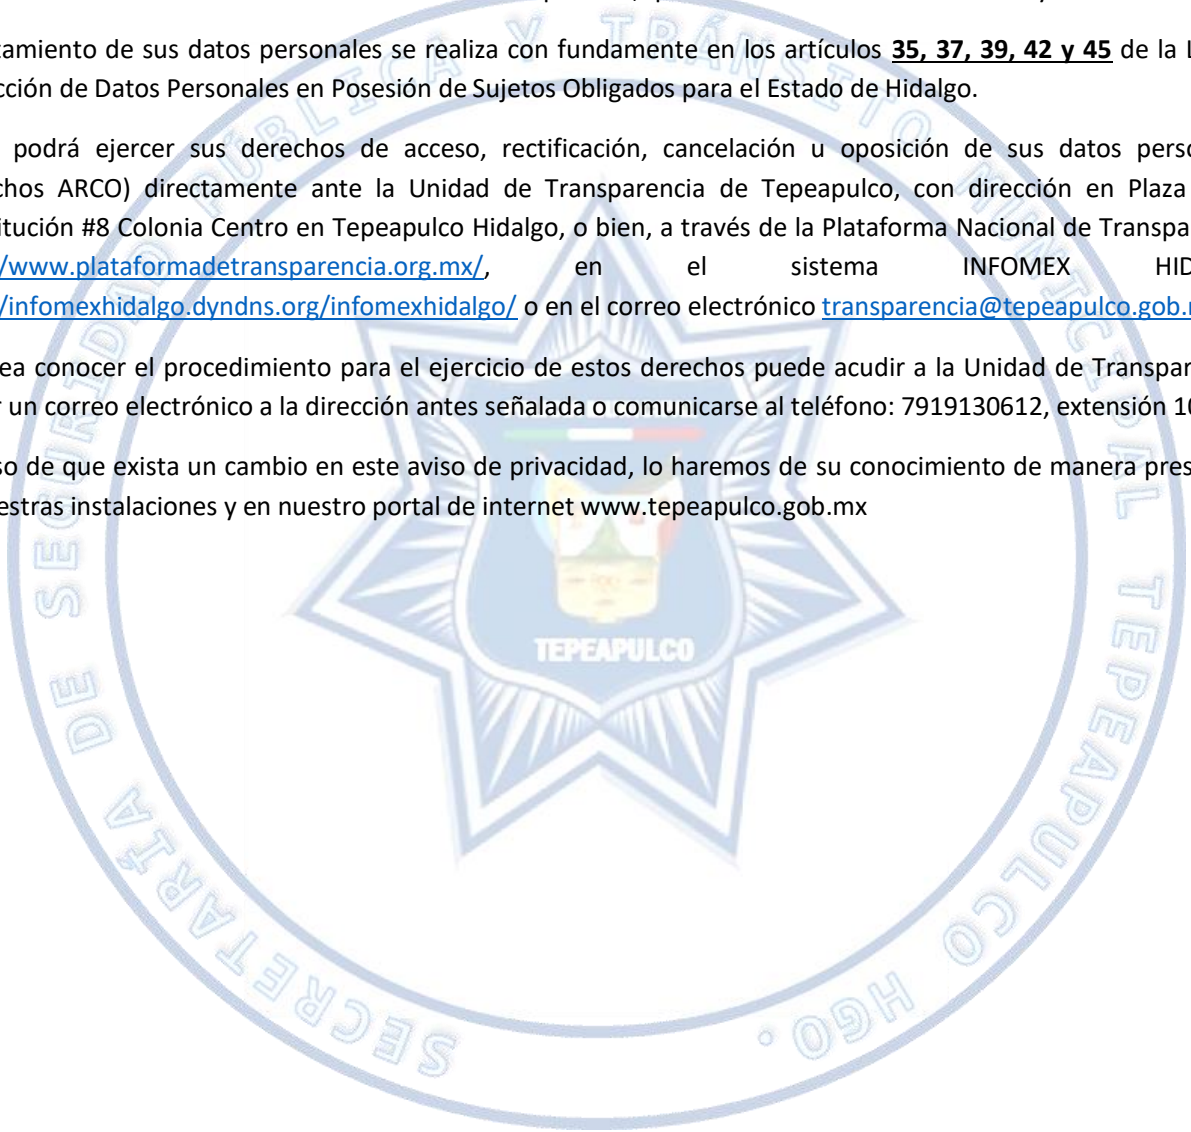 tamiento de sus datos personales se realiza con fundamente en los artículos 35, 37, 39, 42 y 45 de la L
cción de Datos Personales en Posesión de Sujetos Obligados para el Estado de Hidalgo.
podrá ejercer sus derechos de acceso, rectificación, cancelación u oposición de sus datos perso
chos ARCO) directamente ante la Unidad de Transparencia de Tepeapulco, con dirección en Plaza
itución #8 Colonia Centro en Tepeapulco Hidalgo, o bien, a través de la Plataforma Nacional de Transpa
/www.plataformadetransparencia.org.mx/, en el sistema INFOMEX HID
/infomexhidalgo.dyndns.org/infomexhidalgo/ o en el correo electrónico transparencia@tepeapulco.gob.
ea conocer el procedimiento para el ejercicio de estos derechos puede acudir a la Unidad de Transpar
r un correo electrónico a la dirección antes señalada o comunicarse al teléfono: 7919130612, extensión 10
so de que exista un cambio en este aviso de privacidad, lo haremos de su conocimiento de manera pres
estras instalaciones y en nuestro portal de internet www.tepeapulco.gob.mx
SECRETARÍA DE SEGURIDAD PÚBLICA Y TRÁNSITO MUNICIPAL TEPEAPULCO HGO.
TEPEAPULCO